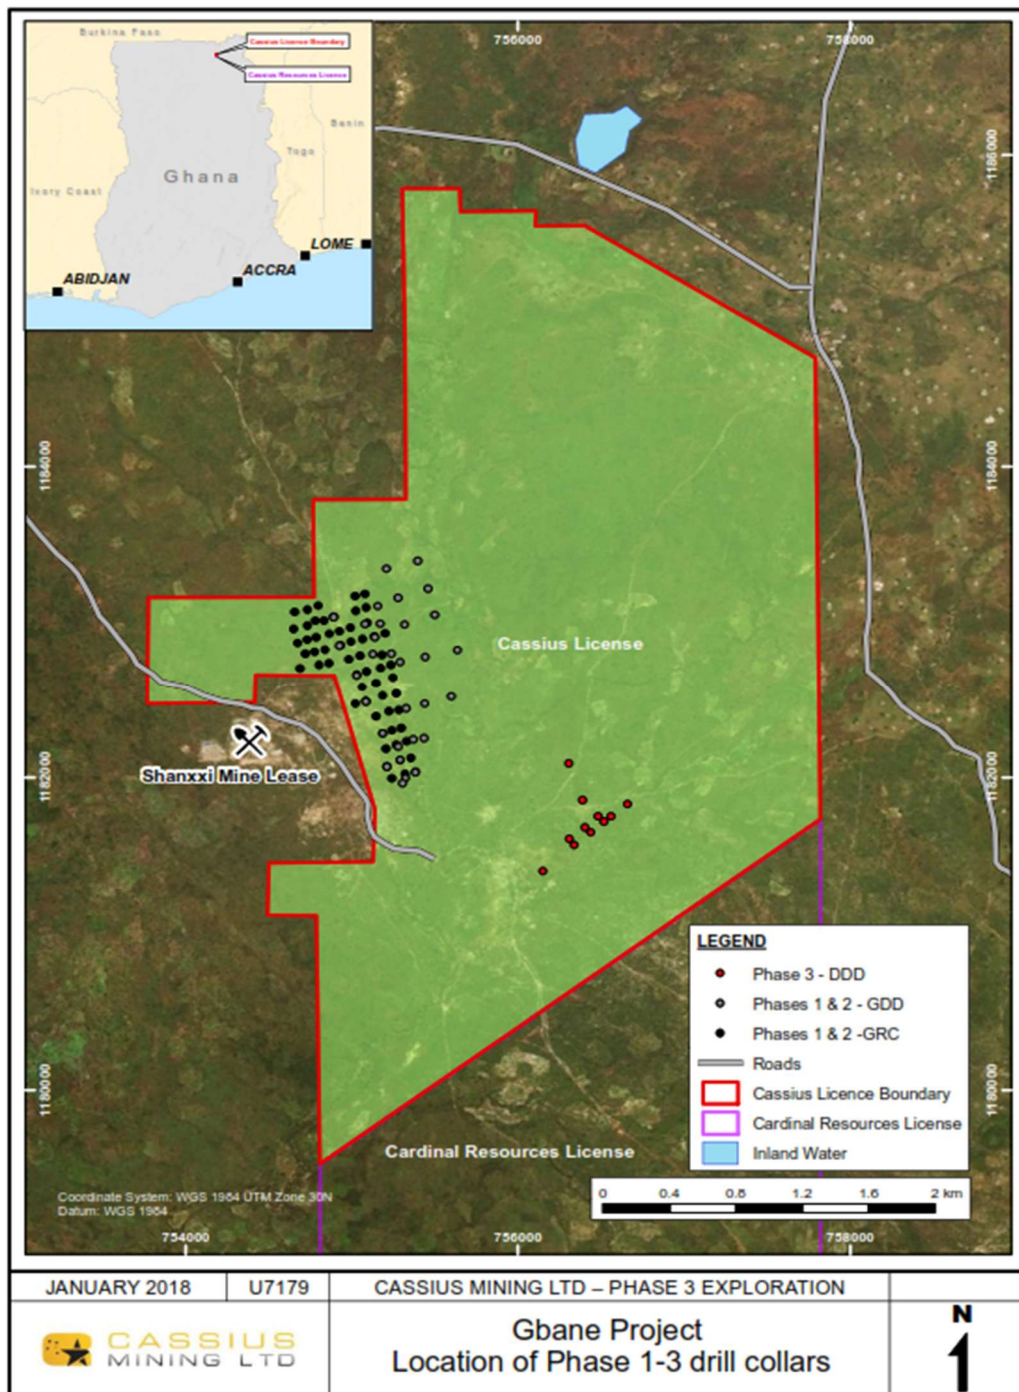 Burkina Faso
Cassius Licence Boundary
Cassius Resources License
Benin
Togo
Ghana
Ivory Coast
LOME
ACCRA
ABIDJAN
756000
758000
1186000
1184000
1184000
Cassius License
Shanxxi Mine Lease
1182000
1182000
LEGEND
Phase 3 - DDD
Phases 1 & 2 - GDD
Phases 1 & 2 -GRC
Roads
Cassius Licence Boundary
Cardinal Resources License
Inland Water
1180000
1180000
Cardinal Resources License
0 0.4 0.8 1.2 1.6 2 km
Coordinate System: WGS 1984 UTM Zone 30N
Datum: WGS 1984
754000
756000
758000
JANUARY 2018
U7179
CASSIUS MINING LTD – PHASE 3 EXPLORATION
CASSIUS
MINING LTD
Gbane Project
Location of Phase 1-3 drill collars
N